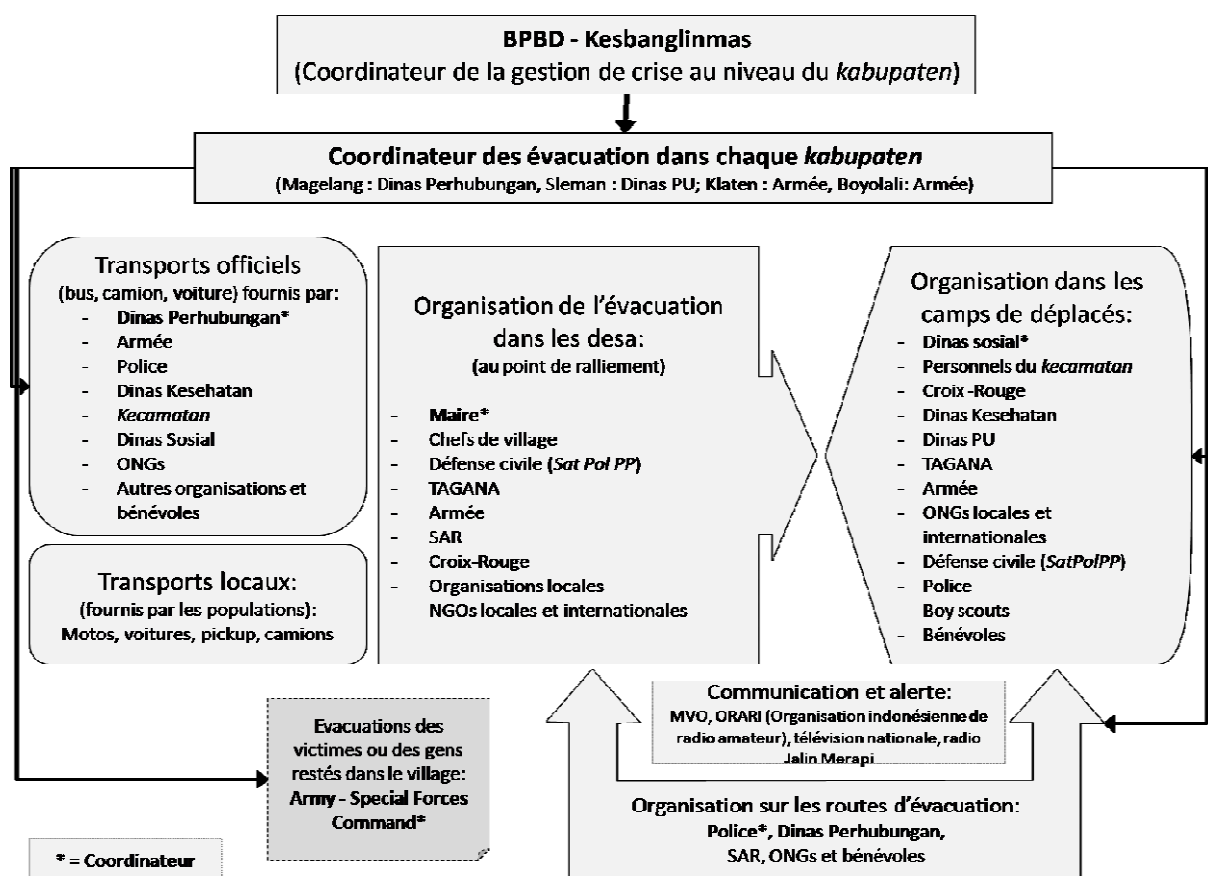 BPBD - Kesbanglinmas
(Coordinateur de la gestion de crise au niveau du kabupaten)
Coordinateur des évacuation dans chaque kabupaten
(Magelang : Dinas Perhubungan, Sleman : Dinas PU; Klaten : Armée, Boyolali: Armée)
Transports officiels
(bus, camion, voiture) fournis par:
- Dinas Perhubungan*
- Armée
- Police
- Dinas Kesehatan
- Kecamatan
- Dinas Sosial
- ONGs
- Autres organisations et
bénévoles
Transports locaux:
(fournis par les populations):
Motos, voitures, pickup, camions
Organisation de l'évacuation
dans les desa:
(au point de ralliement)
- Maire*
- Chefs de village
- Défense civile (Sat Pol PP)
- TAGANA
- Armée
- SAR
- Croix-Rouge
- Organisations locales
NGOs locales et internationales
Organisation dans les
camps de déplacés:
- Dinas sosial*
- Personnels du kecamatan
- Croix -Rouge
- Dinas Kesehatan
- Dinas PU
- TAGANA
- Armée
- ONGs locales et
internationales
- Défense civile (SatPolPP)
- Police
Boy scouts
- Bénévoles
Evacuations des
victimes ou des gens
restés dans le village:
Army - Special Forces
Command*
Communication et alerte:
MVO, ORARI (Organisation indonésienne de
radio amateur), télévision nationale, radio
Jalin Merapi
Organisation sur les routes d'évacuation:
Police*, Dinas Perhubungan,
SAR, ONGs et bénévoles
* = Coordinateur